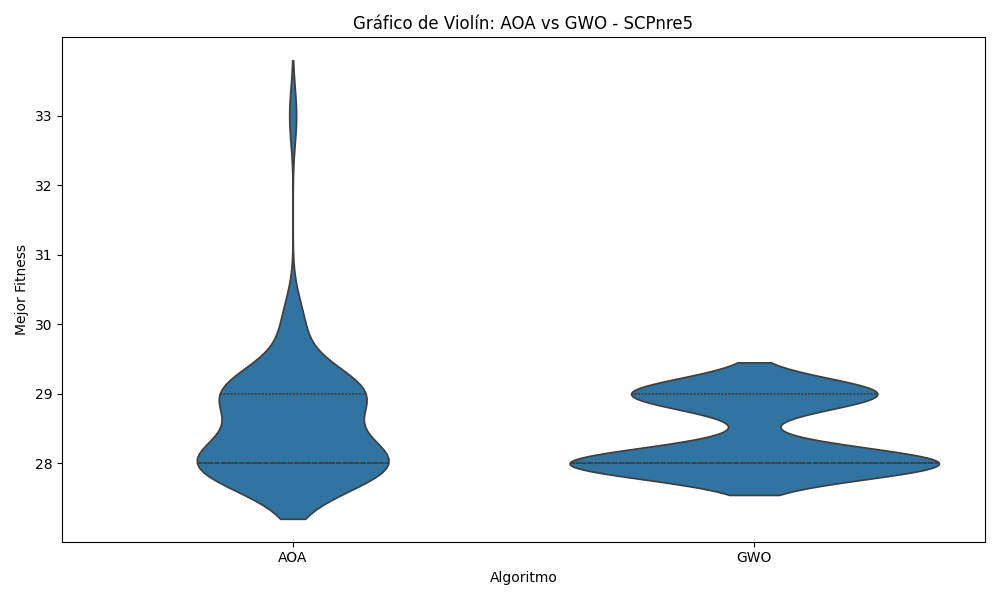 Gráfico de Violín: AOA vs GWO - SCPnre5
33
32
31
30
29
28
Mejor Fitness
AOA
GWO
Algoritmo